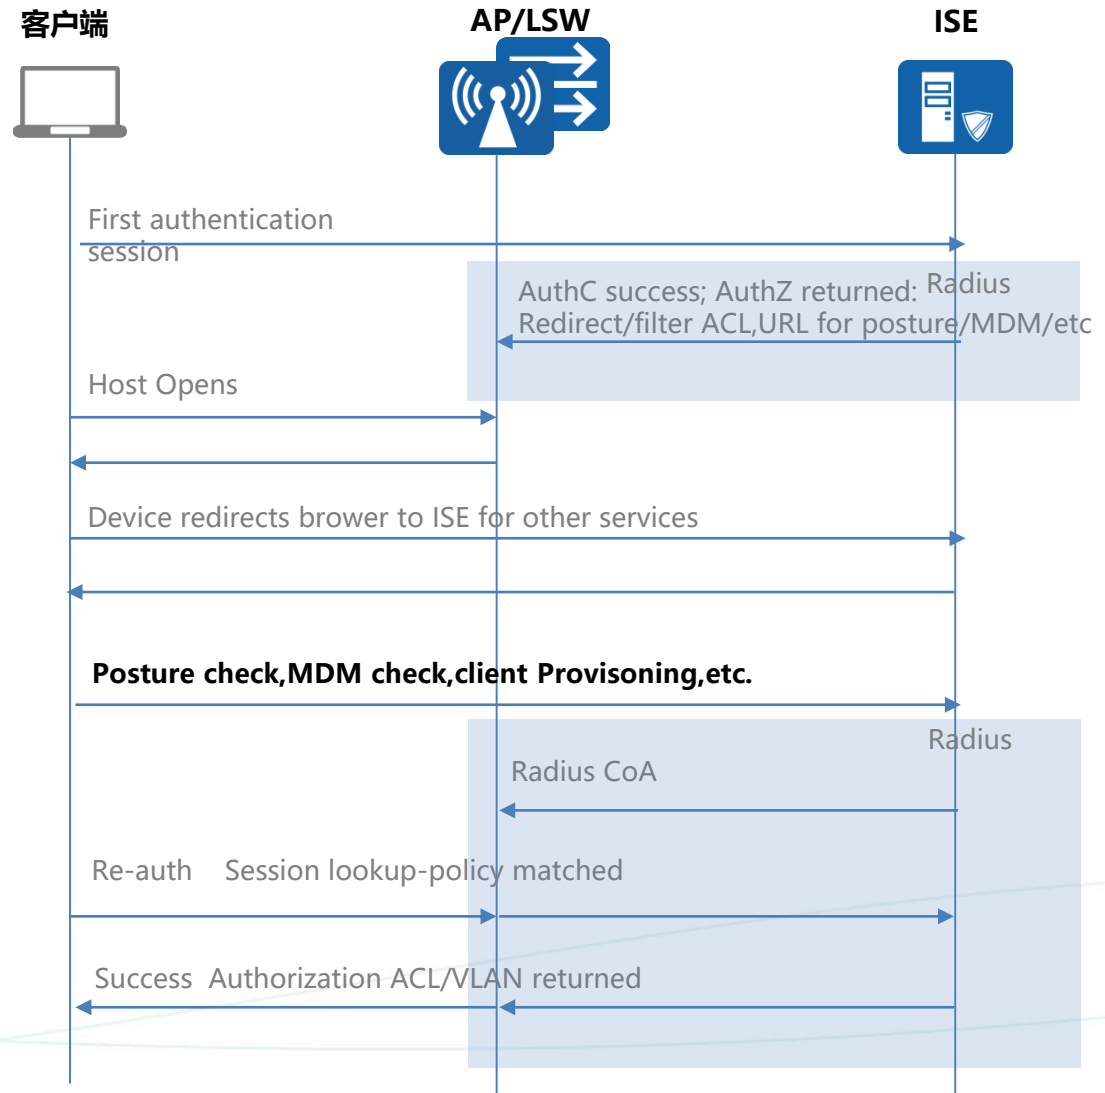 客户端
AP/LSW
ISE
First authentication
session
Radius
AuthC success; AuthZ returned:
Redirect/filter ACL,URL for posture/MDM/etc
Host Opens
Device redirects brower to ISE for other services
Posture check,MDM check,client Provisoning,etc.
Radius
Radius CoA
Re-auth Session lookup-policy matched
Success Authorization ACL/VLAN returned